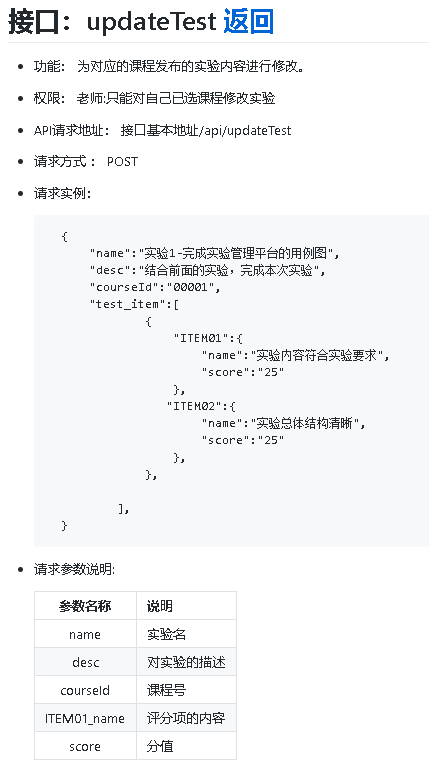 接口：updateTest 返回
功能： 为对应的课程发布的实验内容进行修改。
权限： 老师:只能对自己已选课程修改实验
API请求地址： 接口基本地址/api/updateTest
请求方式 ： POST
请求实例：
{
"name":"实验1-完成实验管理平台的用例图",
"desc":"结合前面的实验，完成本次实验",
"courseId":"00001",
"test_item":[
{
"ITEM01":{
"name":"实验内容符合实验要求",
"score":"25"
},
"ITEM02":{
"name":"实验总体结构清晰",
"score":"25"
},
},
],
}
请求参数说明:
参数名称 说明
name 实验名
desc 对实验的描述
courseId 课程号
ITEM01_name 评分项的内容
score 分值